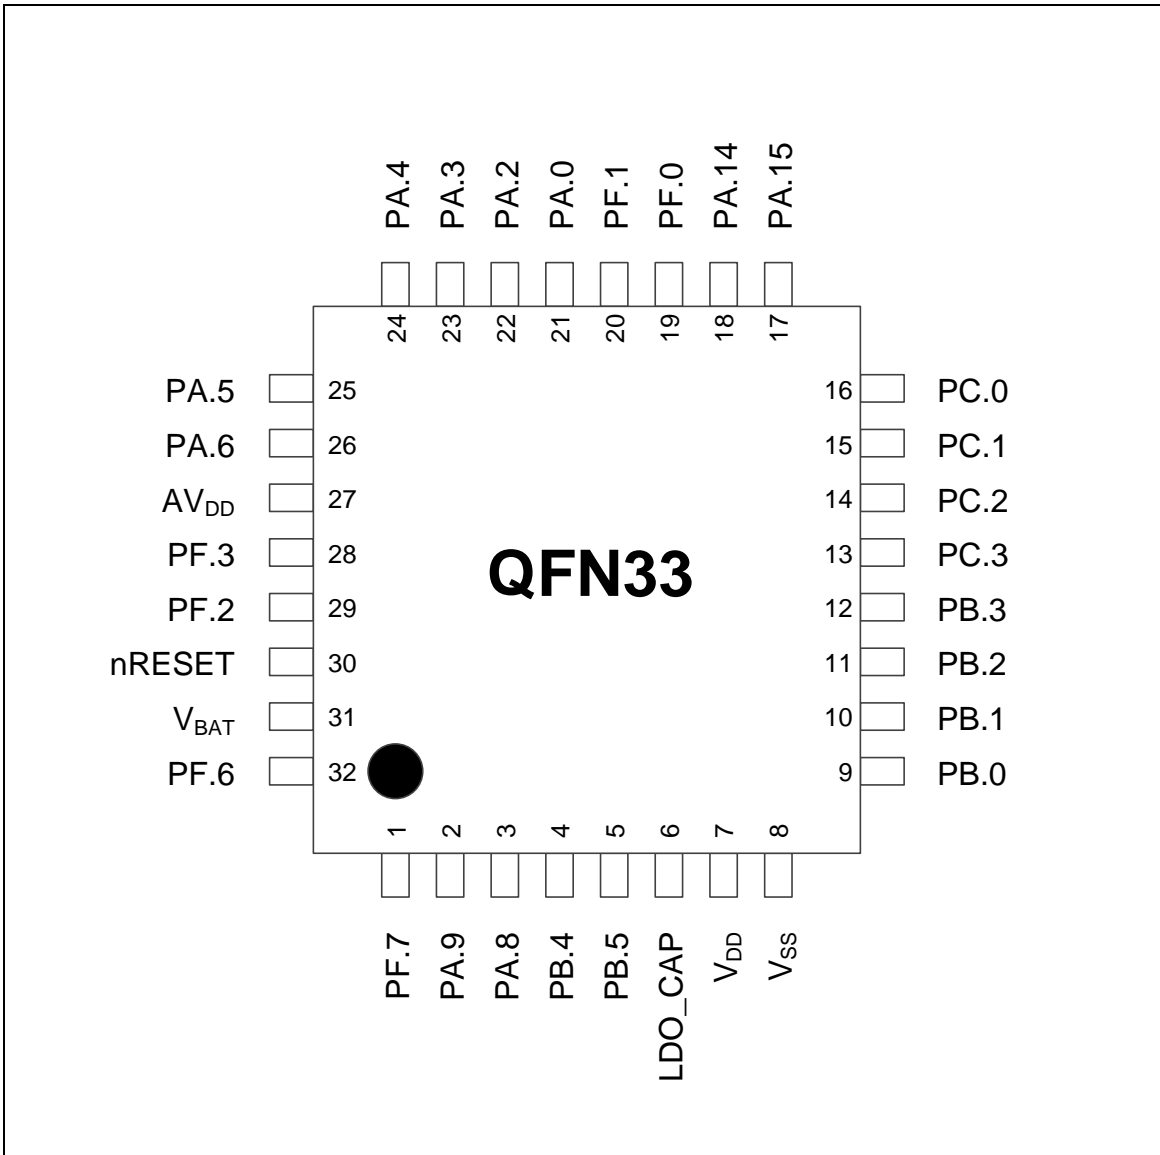 PA.4 PA.3 PA.2 PA.0 PF.1 PF.0 PA.14 PA.15
24 23 22 21 20 19 18 17
PA.5 25 16 PC.0
PA.6 26 15 PC.1
AVDD 27 14 PC.2
PF.3 28 13 PC.3
QFN33
PF.2 29 12 PB.3
nRESET 30 11 PB.2
VBAT 31 10 PB.1
PF.6 32 9 PB.0
1 2 3 4 5 6 7 8
PF.7 PA.9 PA.8 PB.4 PB.5 LDO_CAP VDD VSS